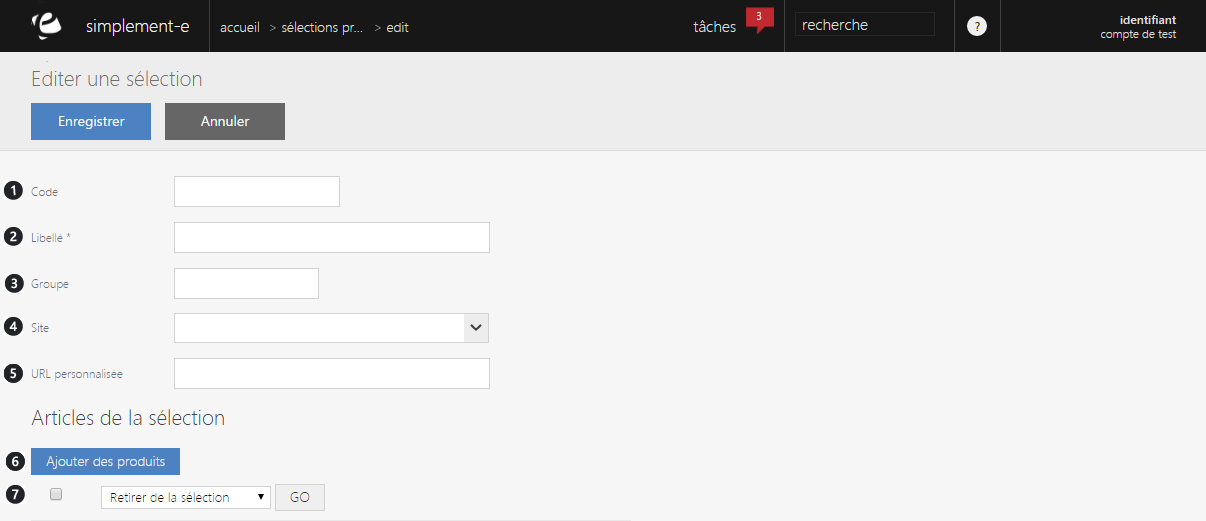 simplement-e
accueil > sélections pr... > edit
tâches 3
recherche
?
identifiant
compte de test
Editer une sélection
Enregistrer
Annuler
1 Code
2 Libellé *
3 Groupe
4 Site
5 URL personnalisée
Articles de la sélection
6 Ajouter des produits
7 Retirer de la sélection GO